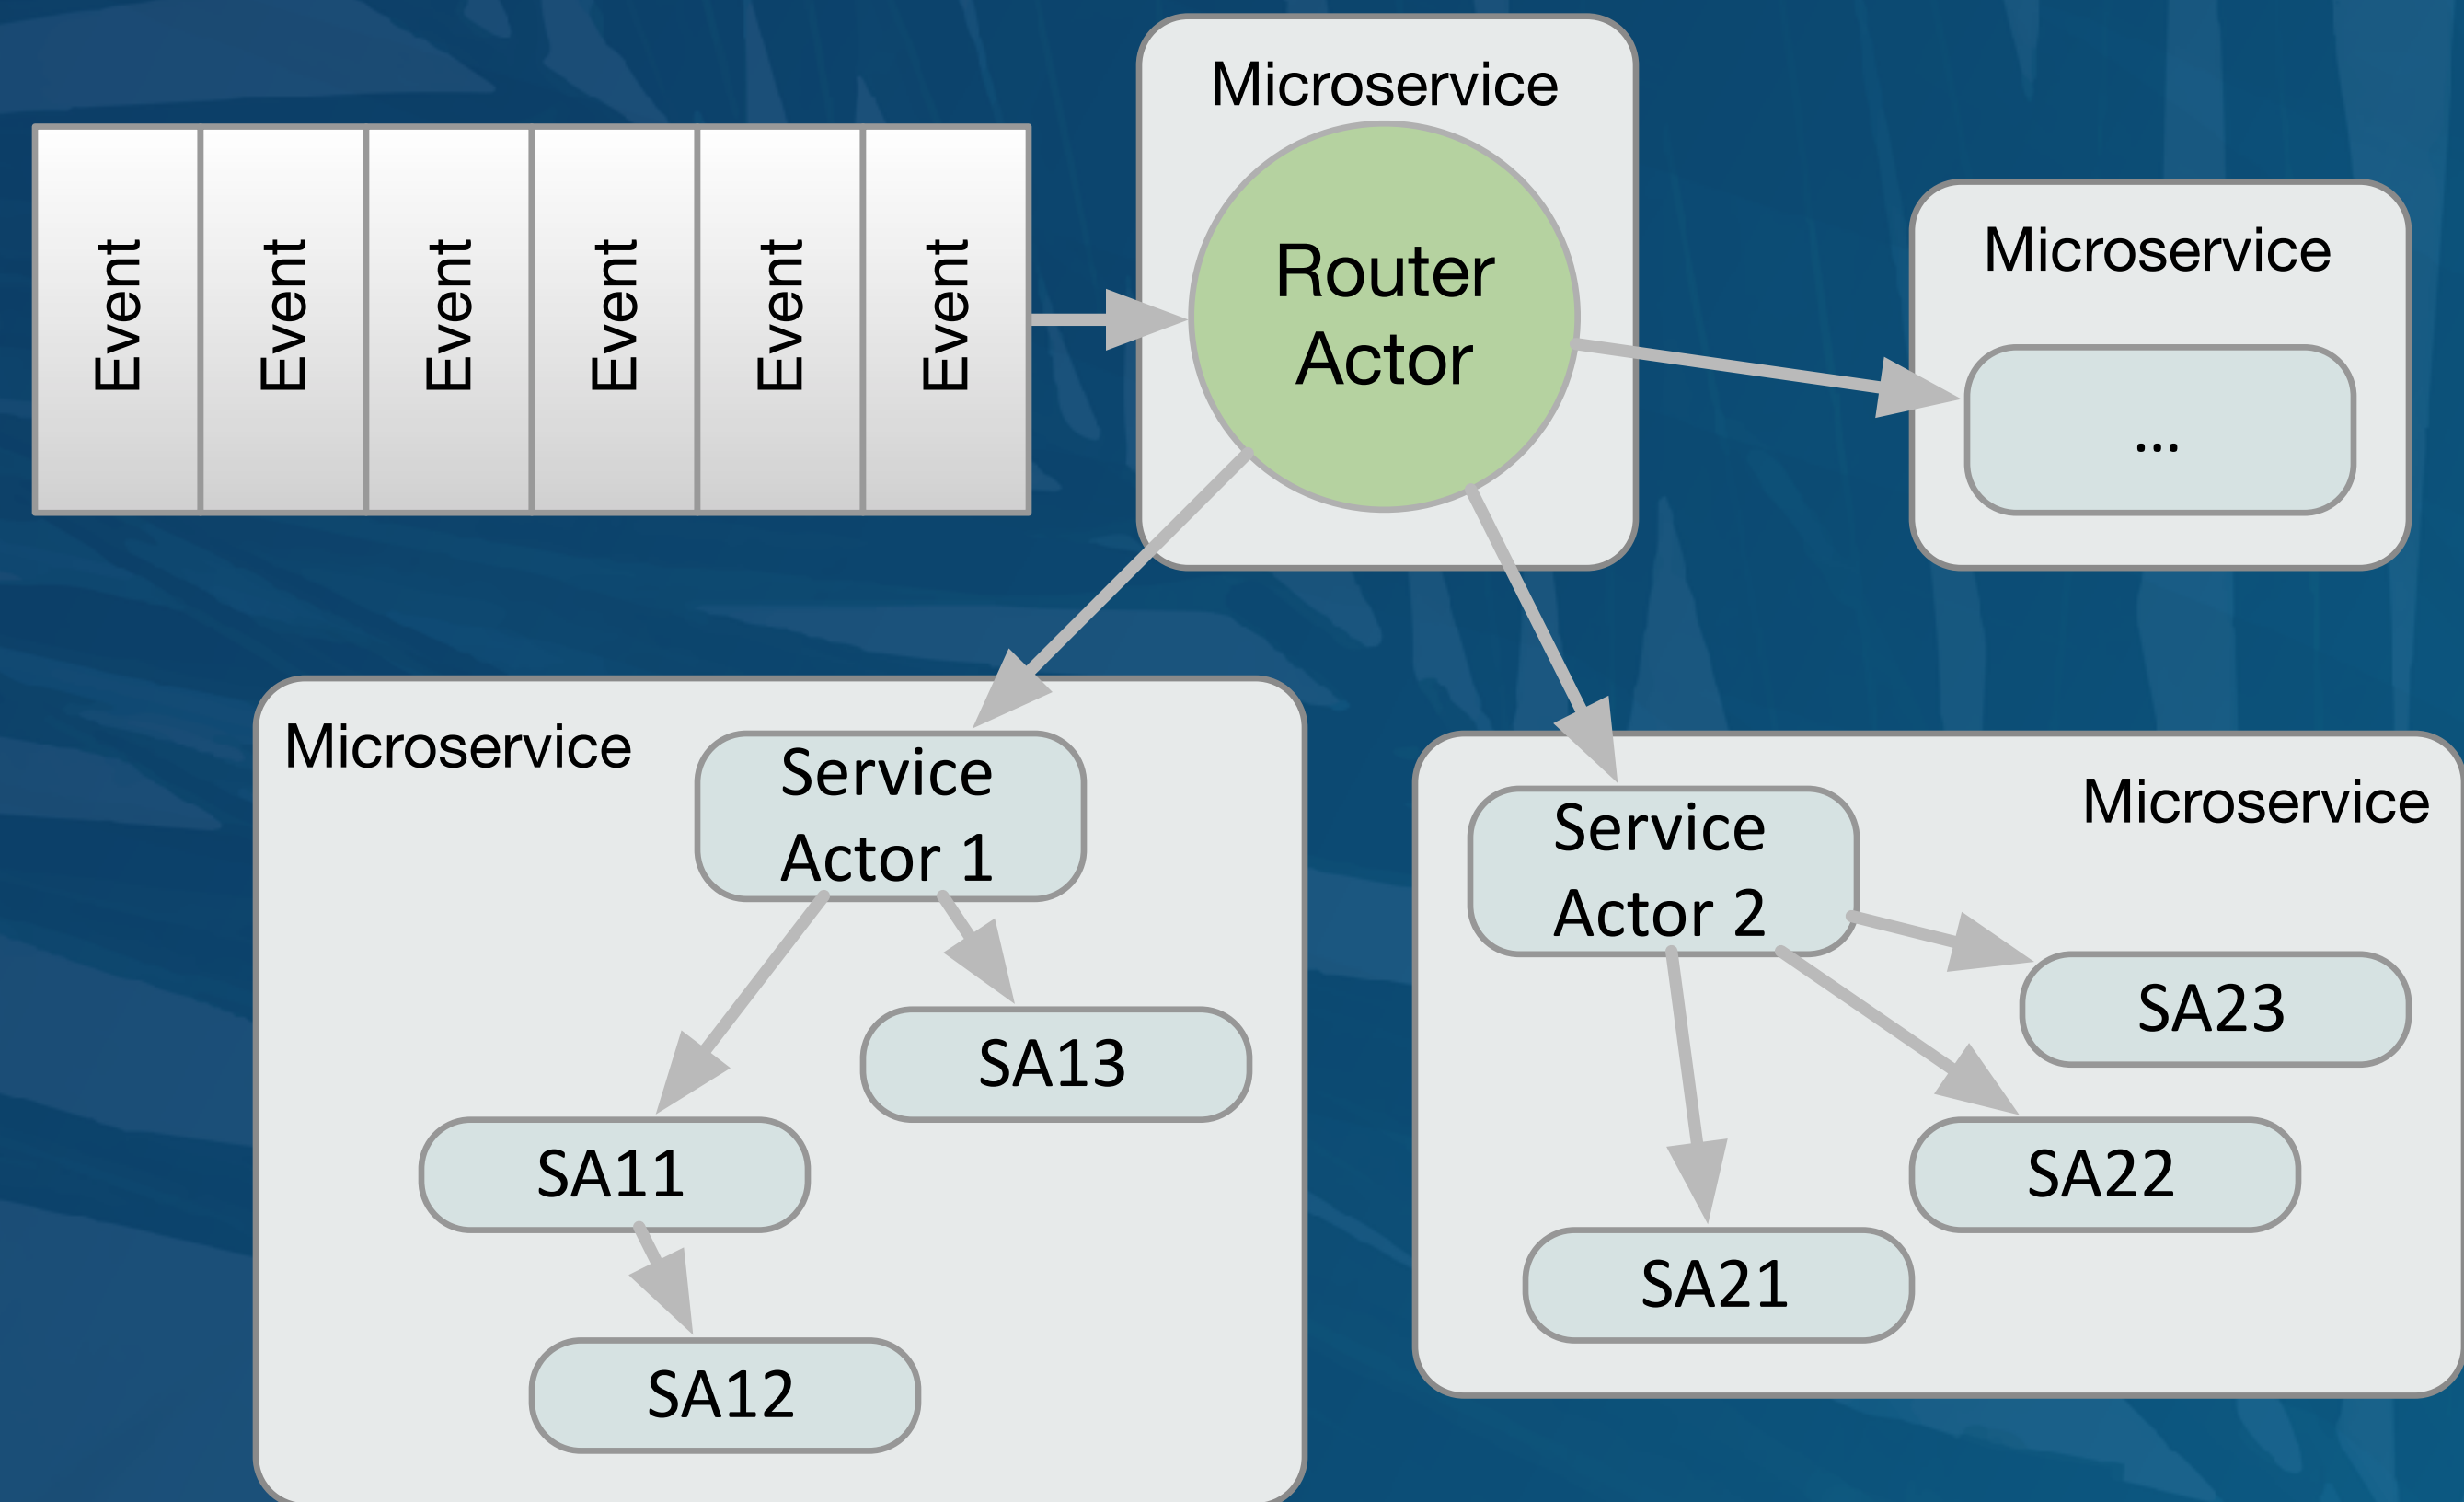 Microservice
Event
Event
Event
Event
Event
Event
Router
Actor
Microservice
...
Microservice
Service
Actor 1
SA13
SA11
SA12
Microservice
Service
Actor 2
SA23
SA22
SA21